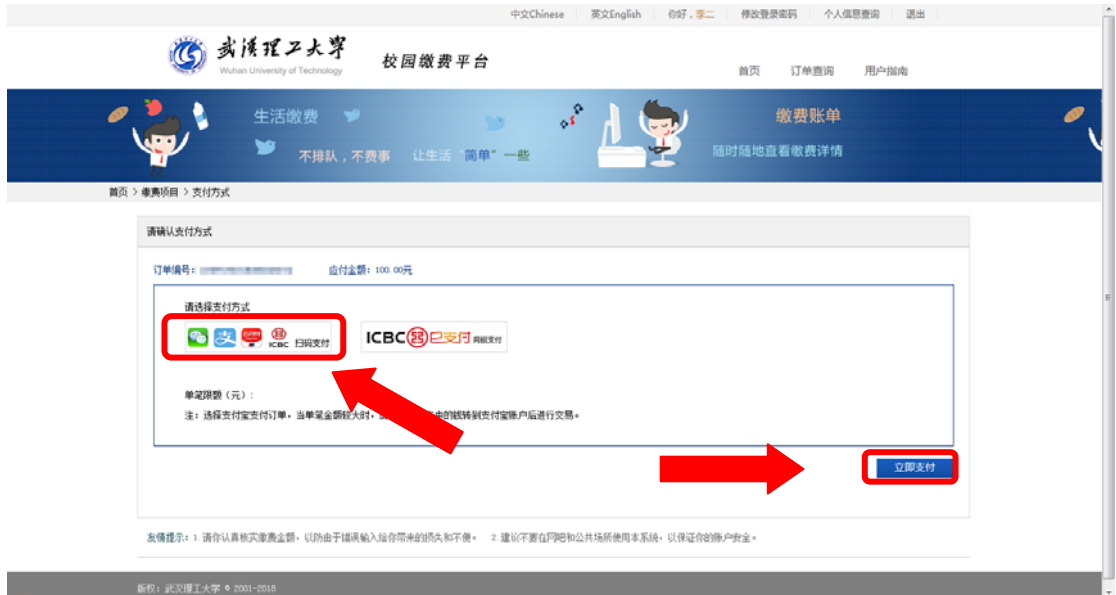 中文Chinese 英文English 你好，李二 修改登录密码 个人信息查询 退出
武汉理工大学
Wuhan University of Technology
校园缴费平台
首页 订单查询 用户指南
生活缴费
不排队，不费事 让生活“简单”一些
缴费账单
随时随地直看缴费详情
首页 > 缴费项目 > 支付方式
请确认支付方式
订单编号： 应付金额：100.00元
请选择支付方式
ICBC 扫码支付
ICBC e支付 网银支付
单笔限额（元）：
注：选择支付宝支付订单，当单笔金额较大时， 的钱转到支付宝账户后进行交易。
立即支付
友情提示：1.请你认真核实缴费金额，以防由于错误输入给你带来的损失和不便。 2.建议不要在网吧和公共场所使用本系统，以保证你的账户安全。
版权：武汉理工大学 © 2001-2018